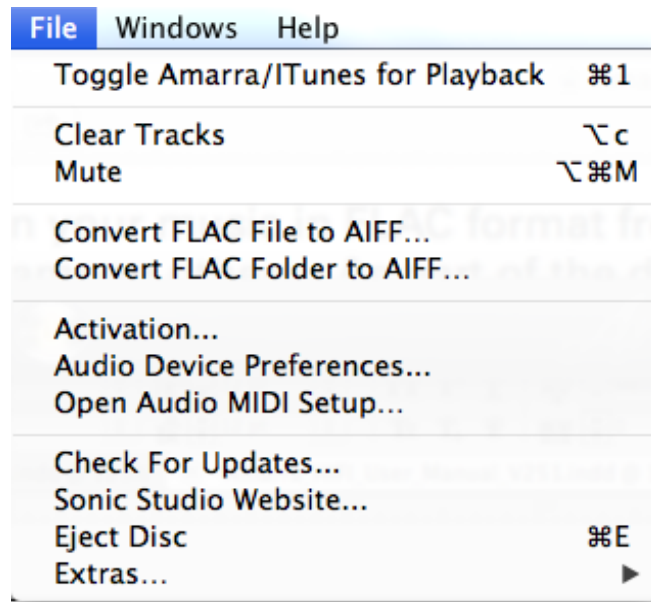 File Windows Help
Toggle Amarra/ITunes for Playback ⌘1
Clear Tracks ⌥c
Mute ⌥⌘M
Convert FLAC File to AIFF...
Convert FLAC Folder to AIFF...
Activation...
Audio Device Preferences...
Open Audio MIDI Setup...
Check For Updates...
Sonic Studio Website...
Eject Disc ⌘E
Extras... ▶